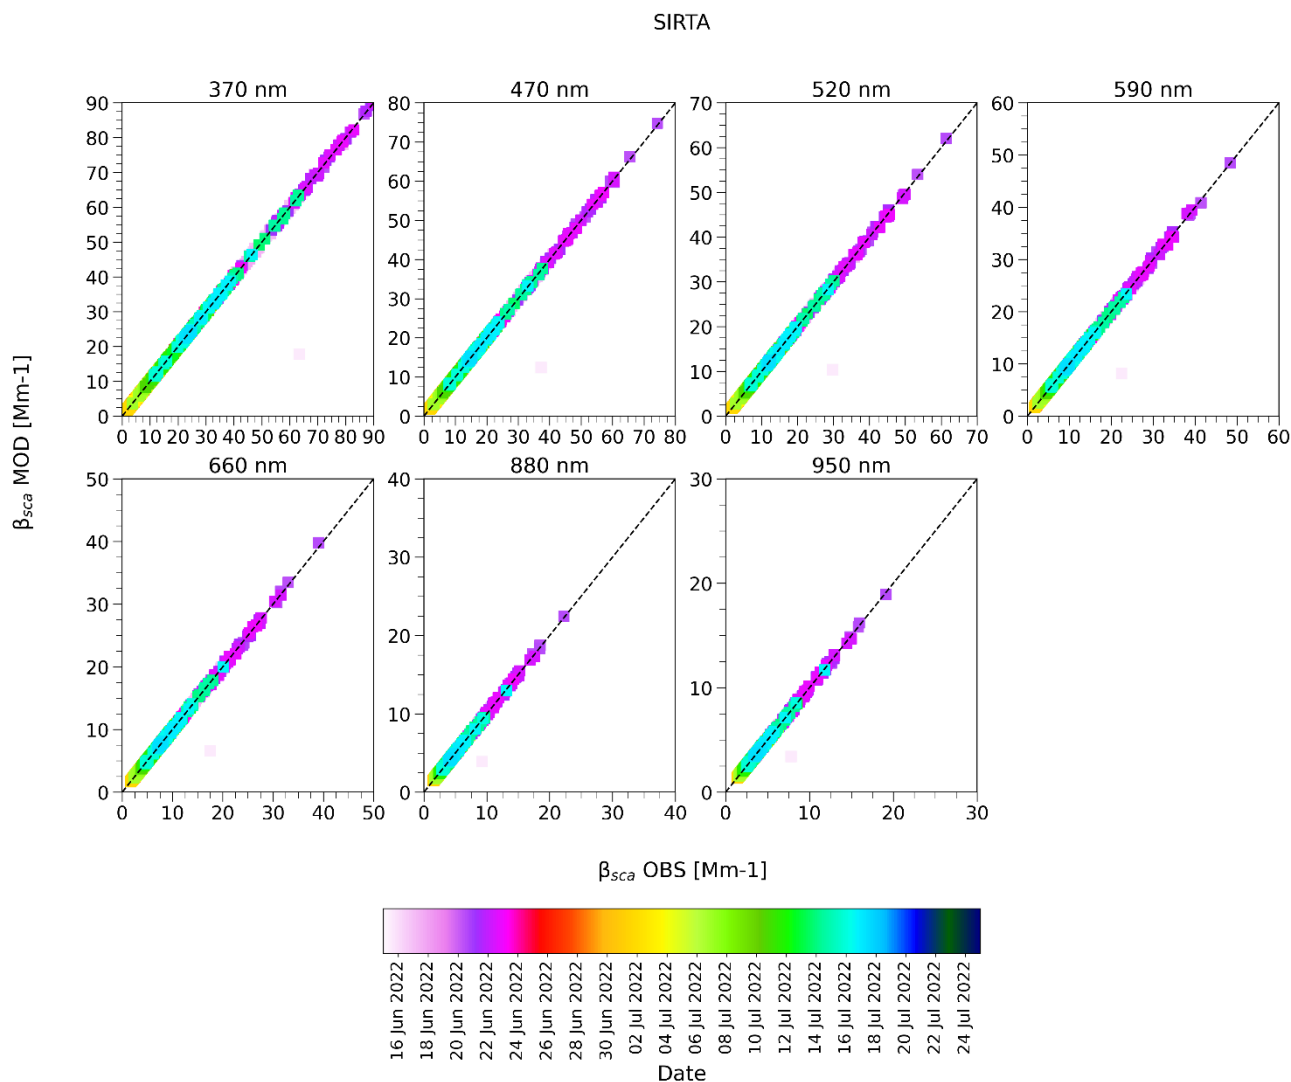 SIRTA
370 nm
470 nm
520 nm
590 nm
90
80
70
60
50
40
30
20
10
0
0 10 20 30 40 50 60 70 80 90
80
70
60
50
40
30
20
10
0
0 10 20 30 40 50 60 70 80
70
60
50
40
30
20
10
0
0 10 20 30 40 50 60 70
60
50
40
30
20
10
0
0 10 20 30 40 50 60
βsca MOD [Mm-1]
660 nm
880 nm
950 nm
50
40
30
20
10
0
0 10 20 30 40 50
40
30
20
10
0
0 10 20 30 40
30
20
10
0
0 10 20 30
βsca OBS [Mm-1]
16 Jun 2022
18 Jun 2022
20 Jun 2022
22 Jun 2022
24 Jun 2022
26 Jun 2022
28 Jun 2022
30 Jun 2022
02 Jul 2022
04 Jul 2022
06 Jul 2022
08 Jul 2022
10 Jul 2022
12 Jul 2022
14 Jul 2022
16 Jul 2022
18 Jul 2022
20 Jul 2022
22 Jul 2022
24 Jul 2022
Date